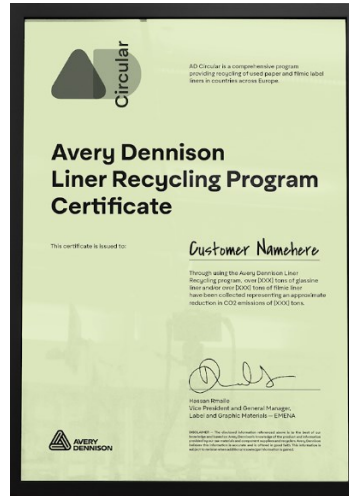 Circular
AD Circular is a comprehensive program
providing recycling of used paper and filmic label
liners in countries across Europe.
Avery Dennison
Liner Recycling Program
Certificate
This certificate is issued to:
Customer Namehere
Through using the Avery Dennison Liner
Recycling program, over [XXX] tons of glassine
liner and/or over [XXX] tons of filmic liner
have been collected representing an approximate
reduction in CO2 emissions of [XXX] tons.
Hassan Rmaile
Vice President and General Manager,
Label and Graphic Materials – EMENA
AVERY
DENNISON